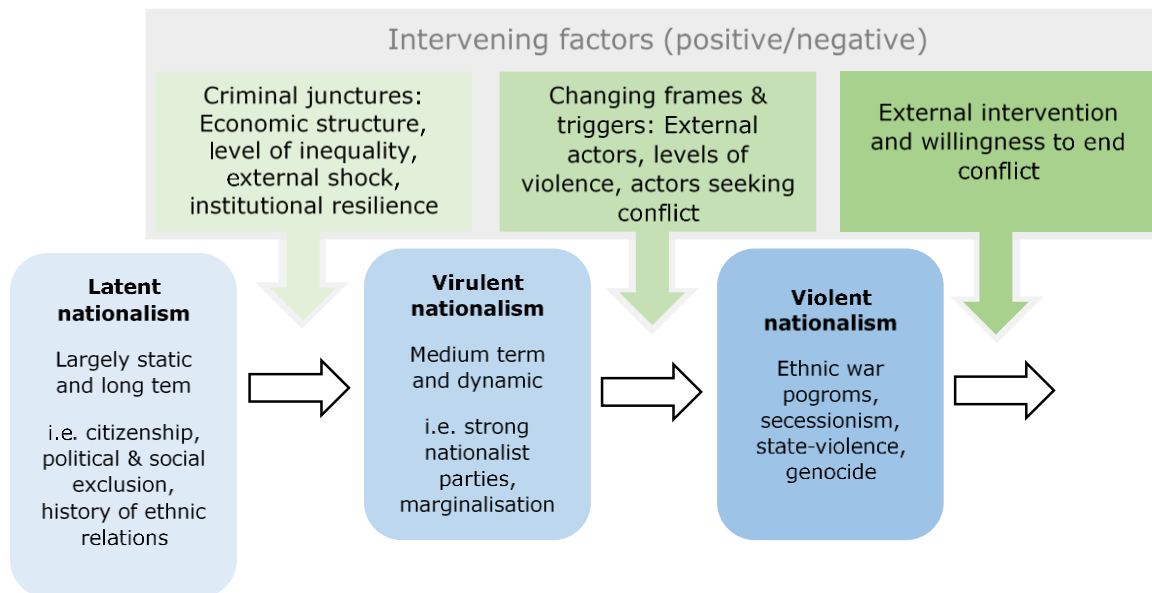 Intervening factors (positive/negative)
Criminal junctures:
Economic structure,
level of inequality,
external shock,
institutional resilience
Changing frames &
triggers: External
actors, levels of
violence, actors seeking
conflict
External intervention
and willingness to end
conflict
Latent
nationalism
Largely static
and long tem
i.e. citizenship,
political & social
exclusion,
history of ethnic
relations
Virulent
nationalism
Medium term
and dynamic
i.e. strong
nationalist
parties,
marginalisation
Violent
nationalism
Ethnic war
pogroms,
secessionism,
state-violence,
genocide